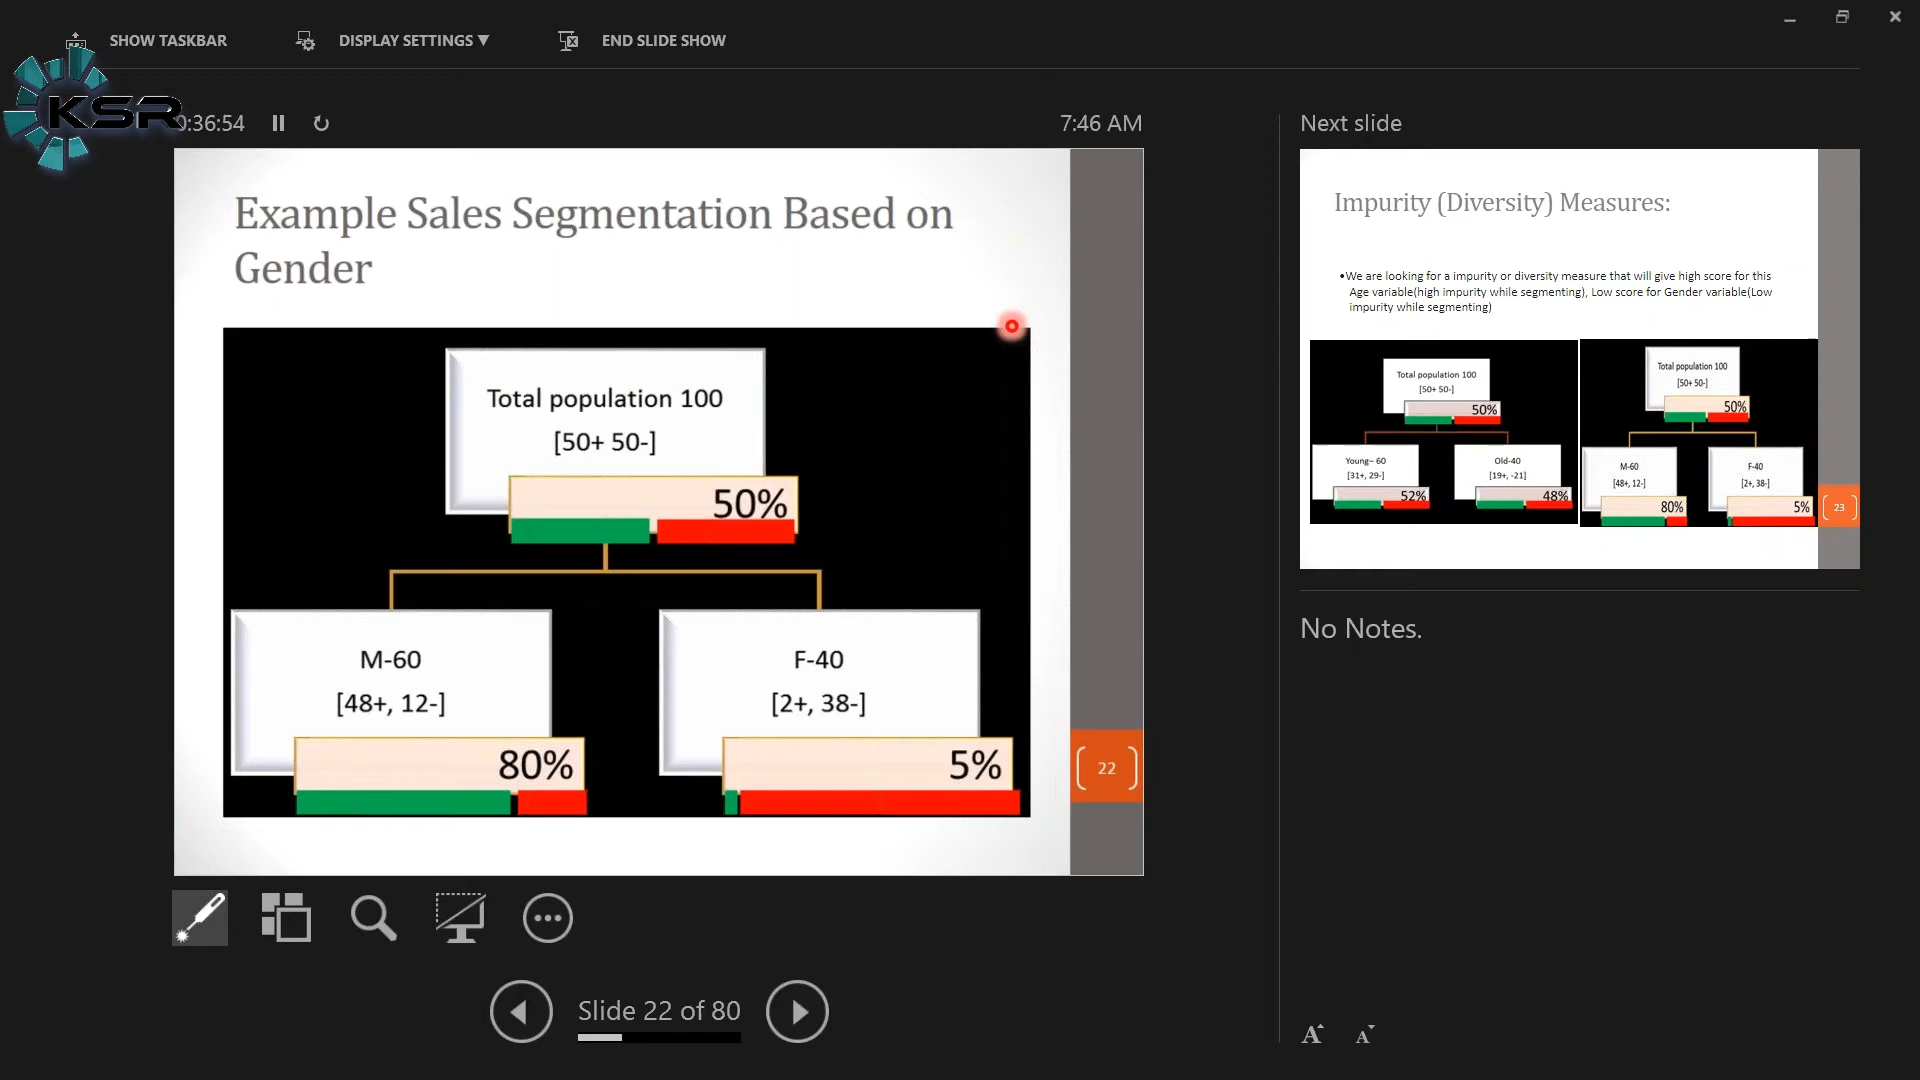 SHOW TASKBAR
DISPLAY SETTINGS ▼
END SLIDE SHOW
KSR
0:36:54
7:46 AM
Next slide
Example Sales Segmentation Based on
Gender
Total population 100
[50+ 50-]
50%
M-60
[48+, 12-]
80%
F-40
[2+, 38-]
5%
22
Impurity (Diversity) Measures:
•We are looking for a impurity or diversity measure that will give high score for this
Age variable(high impurity while segmenting), Low score for Gender variable(Low
impurity while segmenting)
Total population 100
[50+ 50-]
50%
Young– 60
[31+, 29-]
52%
Old-40
[19+, -21]
48%
Total population 100
[50+ 50-]
50%
M-60
[48+, 12-]
80%
F-40
[2+, 38-]
5%
23
No Notes.
Slide 22 of 80
A A